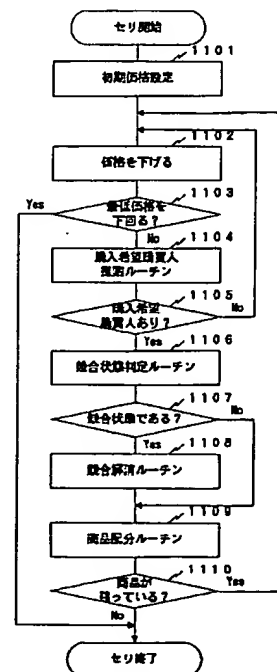 セリ開始
1101
初期価格設定
1102
価格を下げる
1103
最低価格を
下回る？
Yes
No
1104
購入希望購買人
確認ルーチン
1105
購入希望
購買人あり？
No
Yes
1106
競合状態判定ルーチン
1107
競合状態である？
No
Yes
1108
競合解消ルーチン
1109
商品配分ルーチン
1110
商品が
残っている？
Yes
No
セリ終了